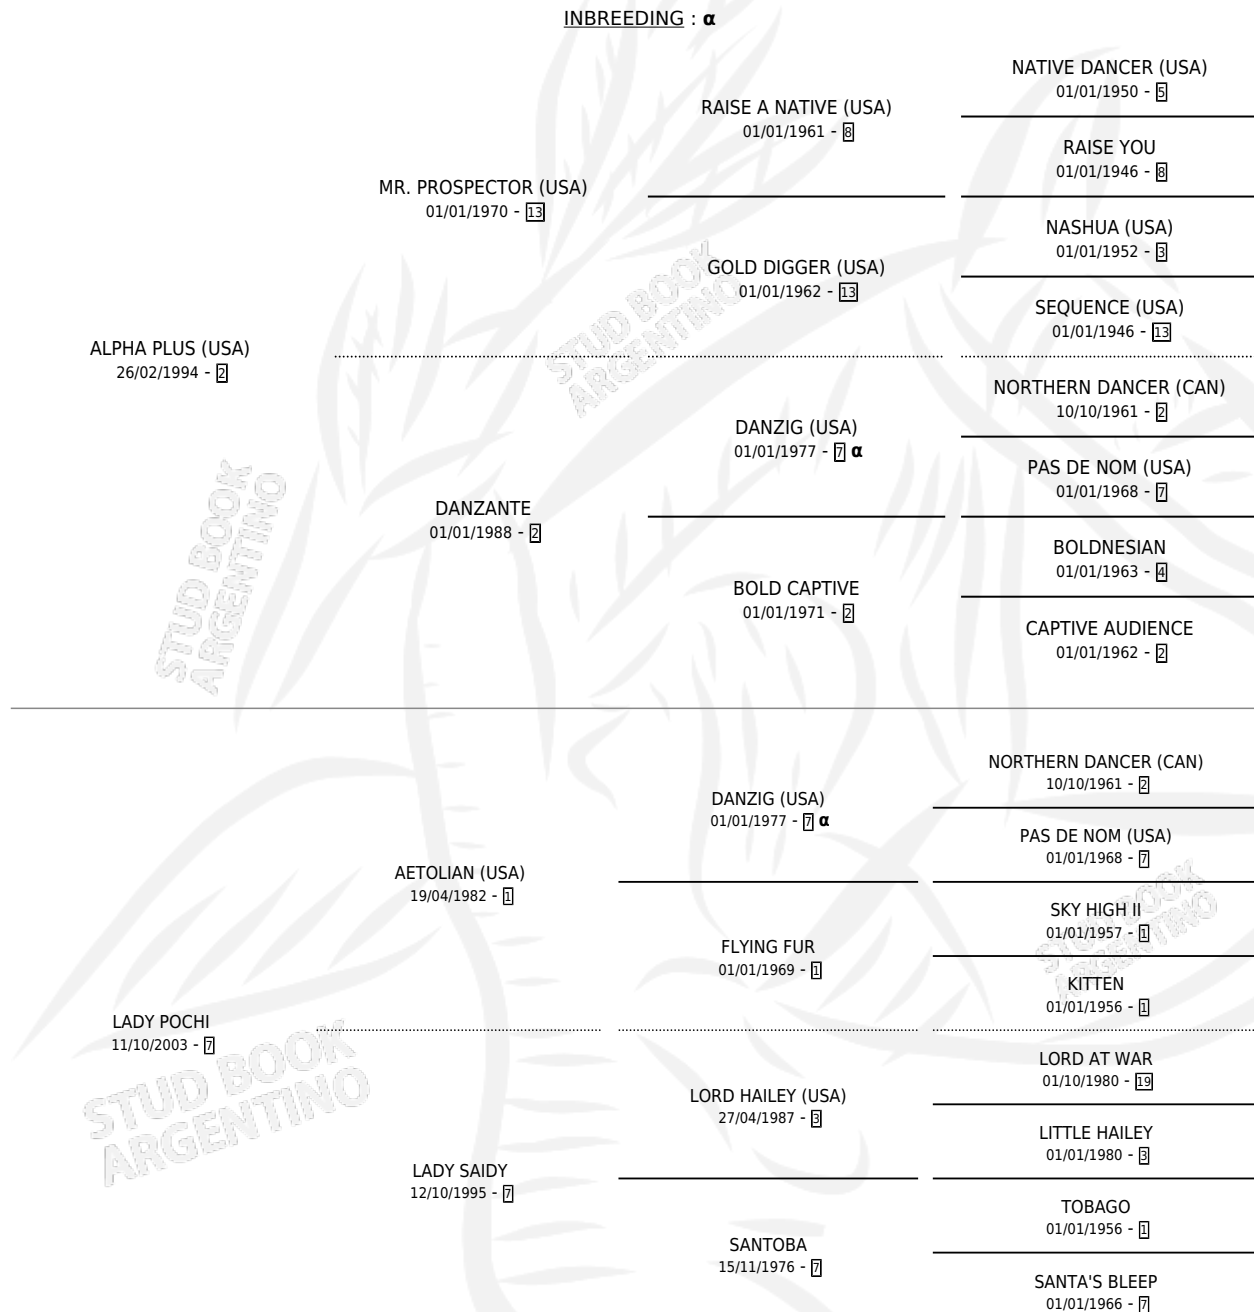 INBREEDING : α
NATIVE DANCER (USA)
01/01/1950 - 5
RAISE A NATIVE (USA)
01/01/1961 - 8
RAISE YOU
01/01/1946 - 8
MR. PROSPECTOR (USA)
01/01/1970 - 13
NASHUA (USA)
01/01/1952 - 3
GOLD DIGGER (USA)
01/01/1962 - 13
SEQUENCE (USA)
01/01/1946 - 13
ALPHA PLUS (USA)
26/02/1994 - 2
NORTHERN DANCER (CAN)
10/10/1961 - 2
DANZIG (USA)
01/01/1977 - 7 α
PAS DE NOM (USA)
01/01/1968 - 7
DANZANTE
01/01/1988 - 2
BOLDNESIAN
01/01/1963 - 4
BOLD CAPTIVE
01/01/1971 - 2
CAPTIVE AUDIENCE
01/01/1962 - 2
STUD BOOK
ARGENTINO
STUD BOOK
ARGENTINO
NORTHERN DANCER (CAN)
10/10/1961 - 2
DANZIG (USA)
01/01/1977 - 7 α
PAS DE NOM (USA)
01/01/1968 - 7
AETOLIAN (USA)
19/04/1982 - 1
SKY HIGH II
01/01/1957 - 1
FLYING FUR
01/01/1969 - 1
KITTEN
01/01/1956 - 1
STUD BOOK
ARGENTINO
LADY POCHI
11/10/2003 - 7
LORD AT WAR
01/10/1980 - 19
LORD HAILEY (USA)
27/04/1987 - 3
LITTLE HAILEY
01/01/1980 - 3
STUD BOOK
ARGENTINO
LADY SAIDY
12/10/1995 - 7
TOBAGO
01/01/1956 - 1
SANTOBA
15/11/1976 - 7
SANTA'S BLEEP
01/01/1966 - 7